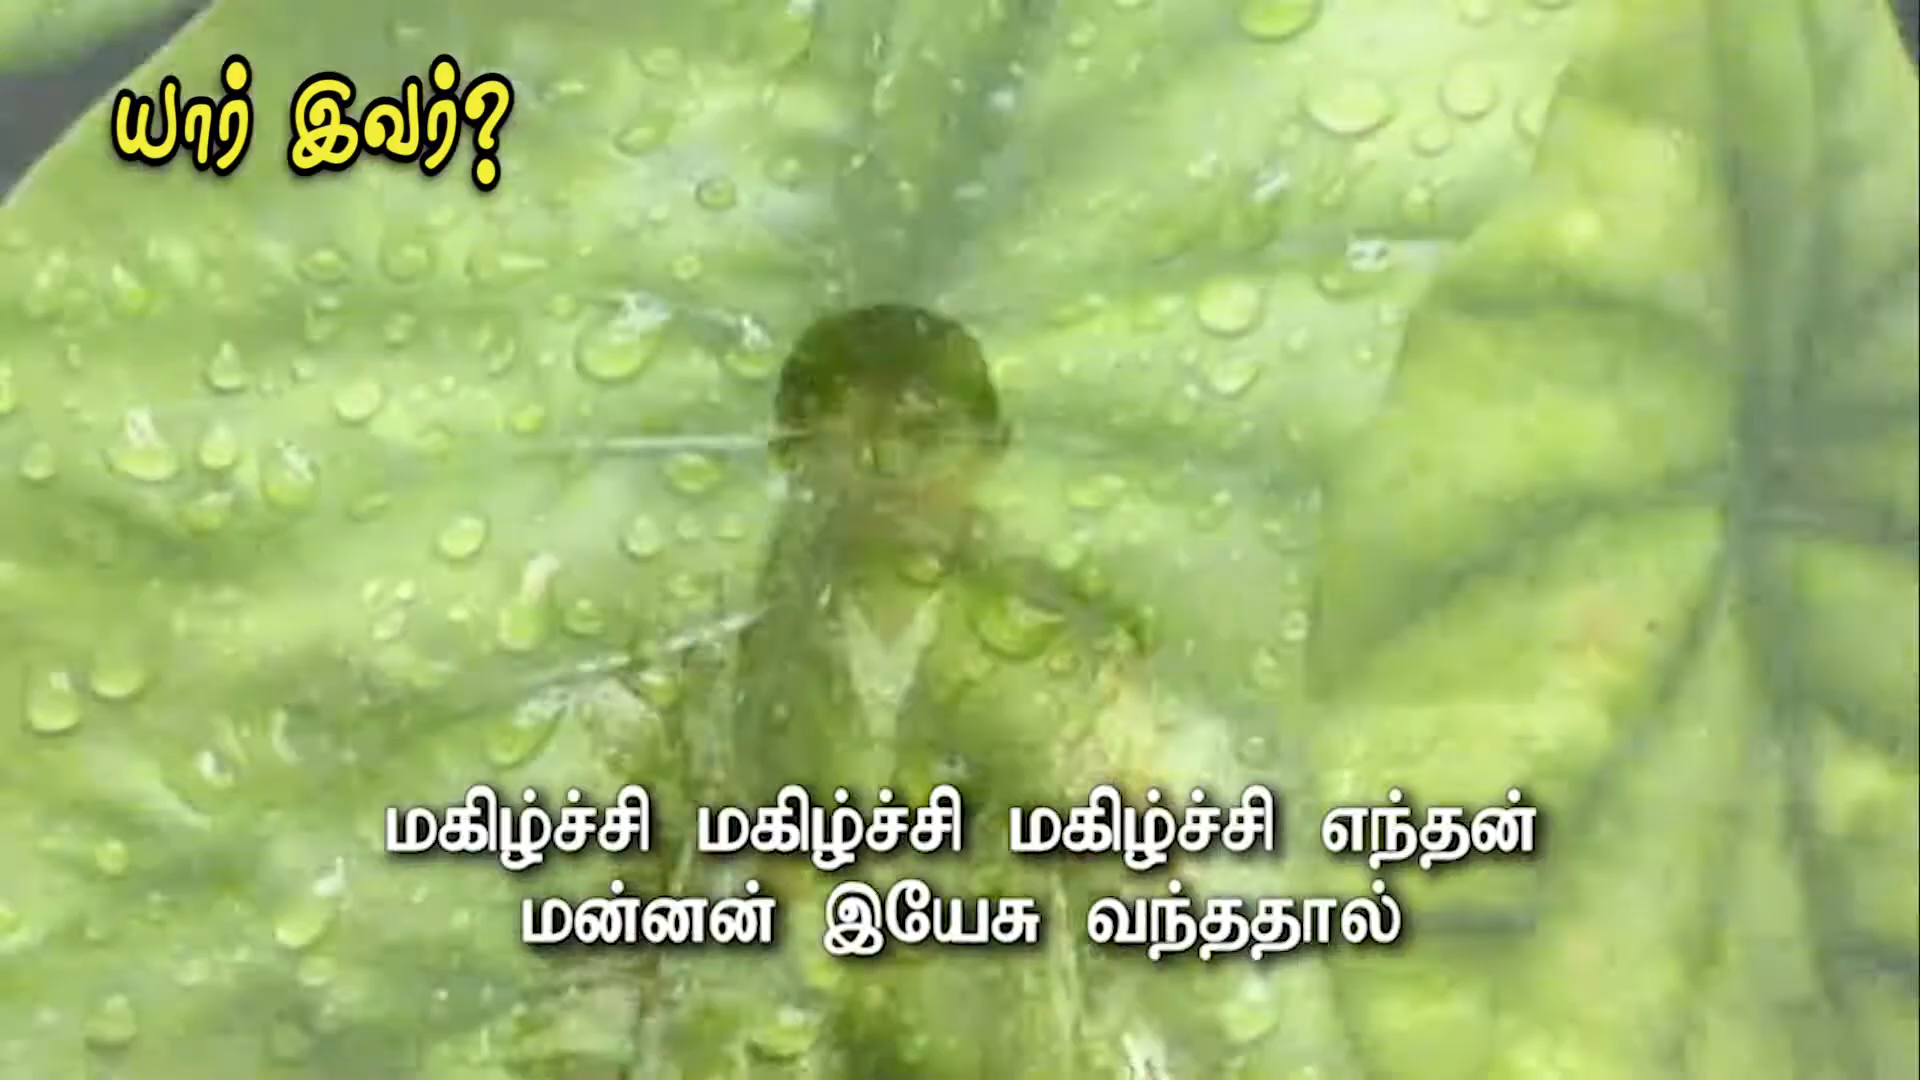 யார் இவர்?
மகிழ்ச்சி மகிழ்ச்சி மகிழ்ச்சி எந்தன்
மன்னன் இயேசு வந்ததால்